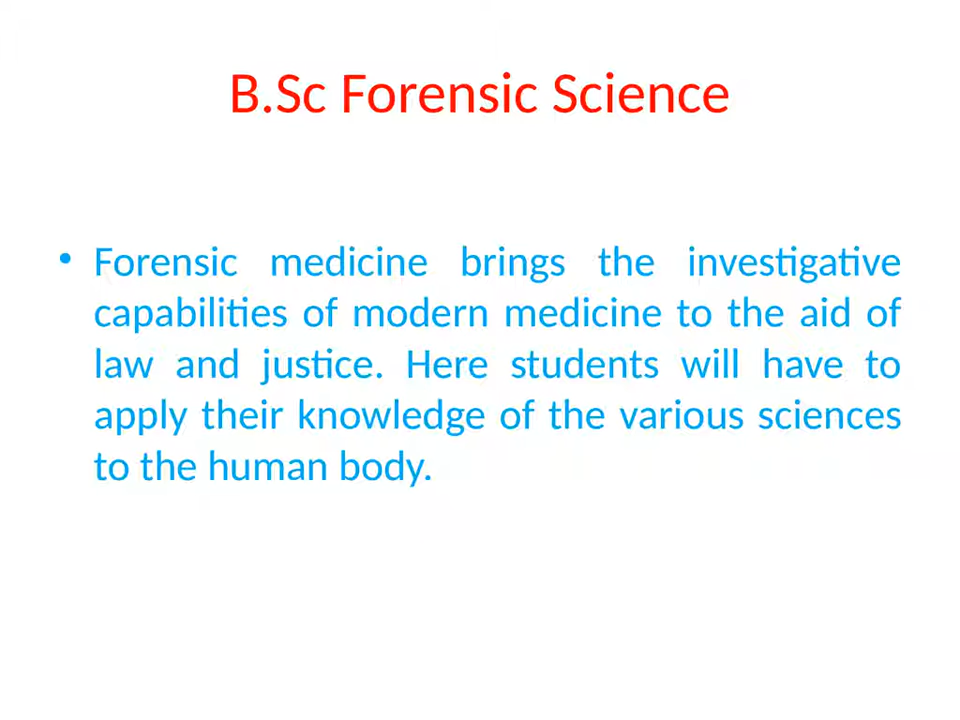 B.Sc Forensic Science
• Forensic medicine brings the investigative
capabilities of modern medicine to the aid of
law and justice. Here students will have to
apply their knowledge of the various sciences
to the human body.